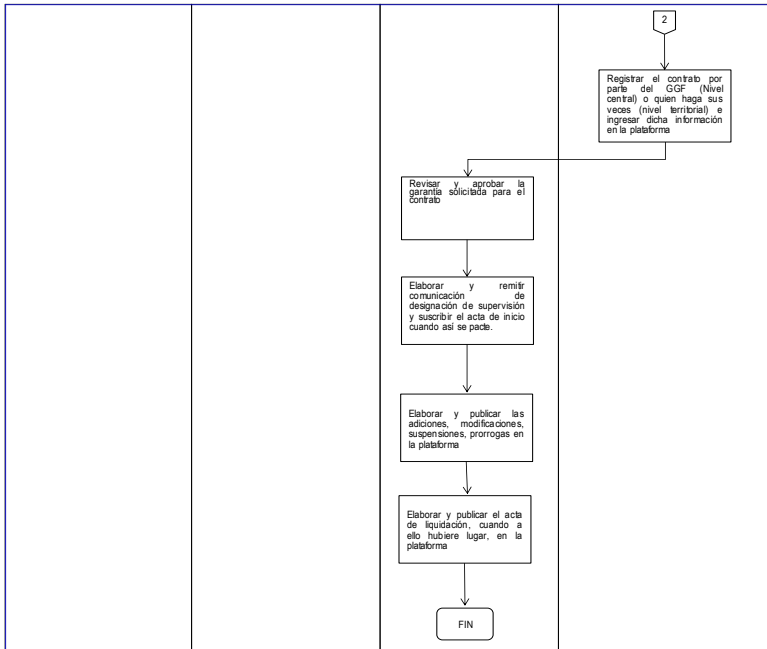 2
Registrar el contrato por
parte del GGF (Nivel
central) o quien haga sus
veces (nivel territorial) e
ingresar dicha información
en la plataforma
Revisar y aprobar la
garantía solicitada para el
contrato
Elaborar y remitir
comunicación de
designación de supervisión
y suscribir el acta de inicio
cuando así se pacte.
Elaborar y publicar las
adiciones, modificaciones,
suspensiones, prorrogas en
la plataforma
Elaborar y publicar el acta
de liquidación, cuando a
ello hubiere lugar, en la
plataforma
FIN